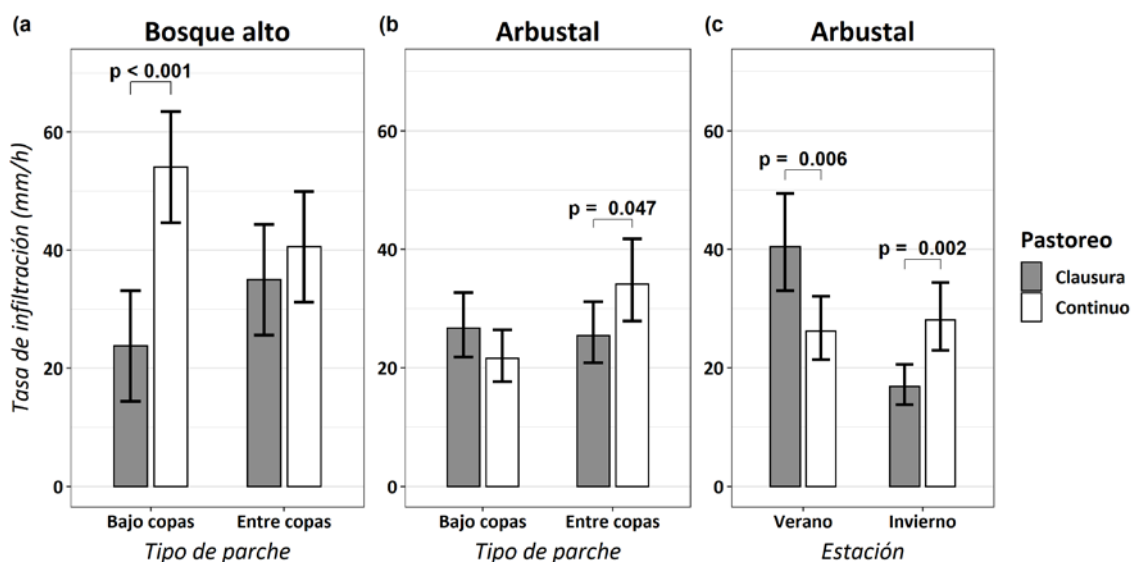 (a)
Bosque alto
(b)
Arbustal
(c)
Arbustal
Tasa de infiltración (mm/h)
60
40
20
0
p < 0.001
Bajo copas
Entre copas
Tipo de parche
60
40
20
0
p = 0.047
Bajo copas
Entre copas
Tipo de parche
60
40
20
0
p = 0.006
p = 0.002
Verano
Invierno
Estación
Pastoreo
Clausura
Continuo